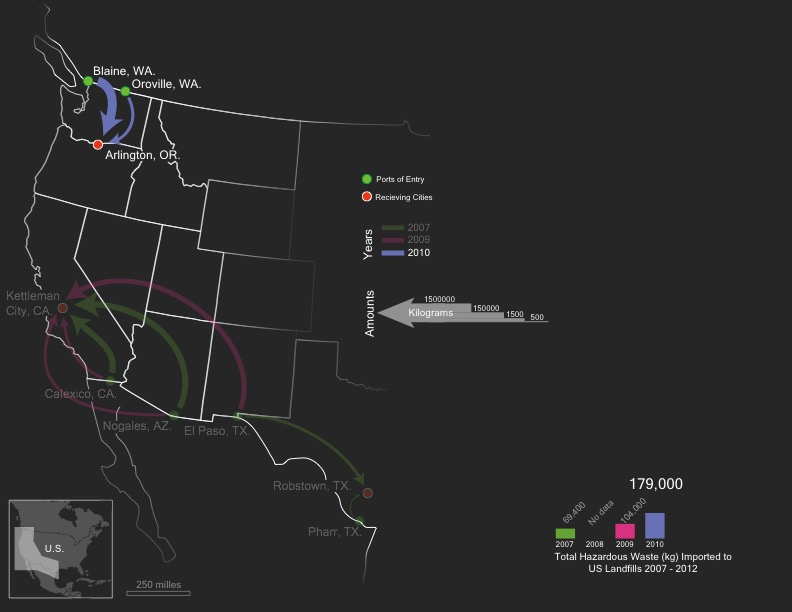 Blaine, WA.
Oroville, WA.
Arlington, OR.
Ports of Entry
Recieving Cities
Years
2007
2009
2010
Kettleman
City, CA.
Amounts
Kilograms
1500000
150000
1500
500
Calexico, CA.
Nogales, AZ.
El Paso, TX.
Robstown, TX.
Pharr, TX.
U.S.
250 milles
179,000
69,400
No data
104,000
2007
2008
2009
2010
Total Hazardous Waste (kg) Imported to
US Landfills 2007 - 2012